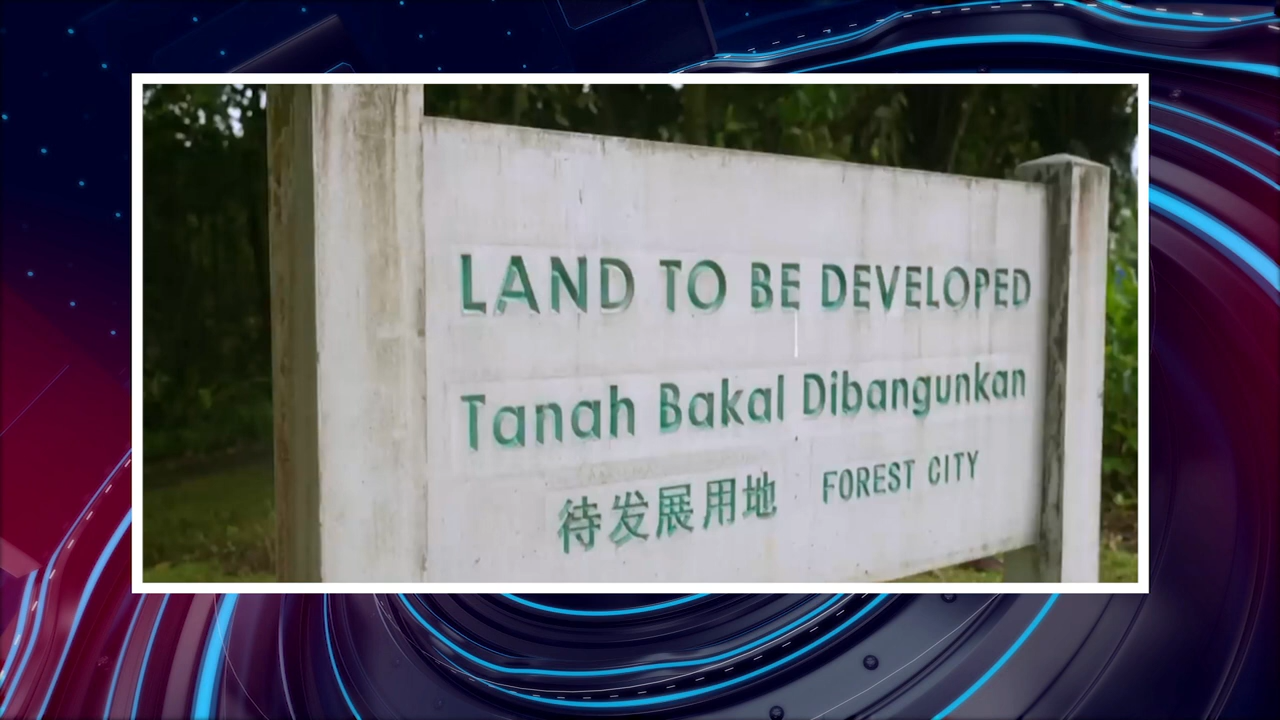 LAND TO BE DEVELOPED
Tanah Bakal Dibangunkan
待发展用地 FOREST CITY